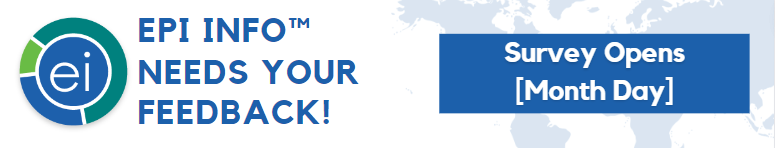 ei
EPI INFO™
NEEDS YOUR
FEEDBACK!
Survey Opens
[Month Day]